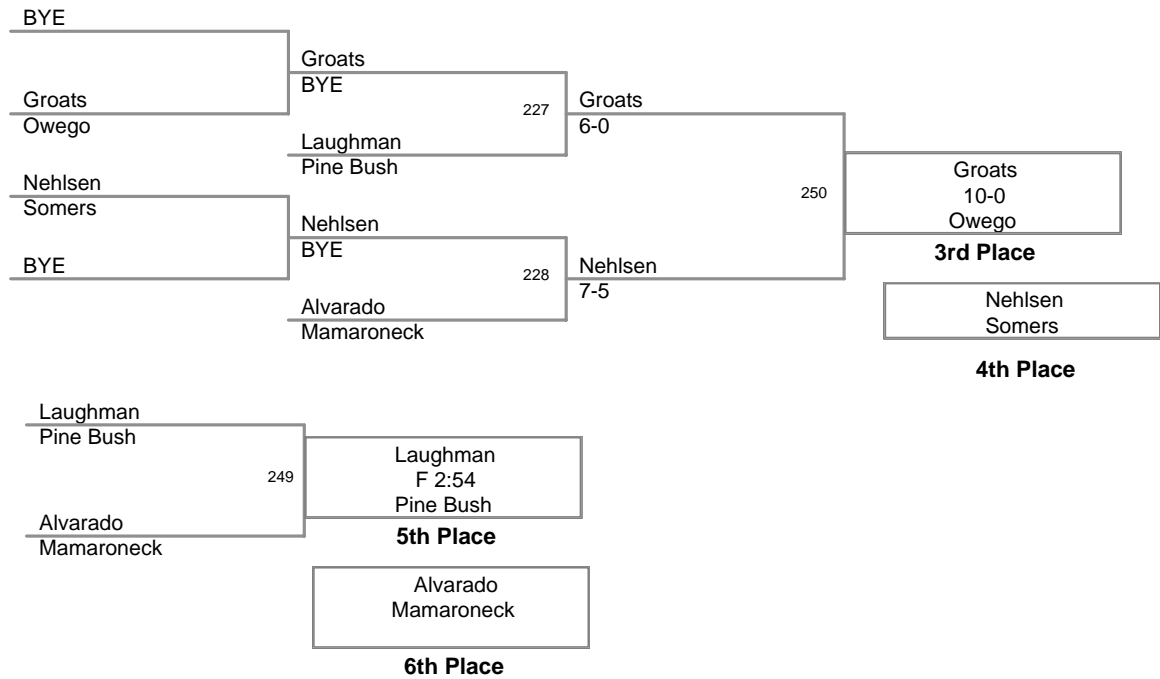 BYE
Groats
BYE
Groats
Owego
227
Groats
6-0
Laughman
Pine Bush
Nehlsen
Somers
250
Groats
10-0
Owego
3rd Place
Nehlsen
BYE
BYE
228
Nehlsen
7-5
Alvarado
Mamaroneck
Nehlsen
Somers
4th Place
Laughman
Pine Bush
249
Laughman
F 2:54
Pine Bush
5th Place
Alvarado
Mamaroneck
Alvarado
Mamaroneck
6th Place